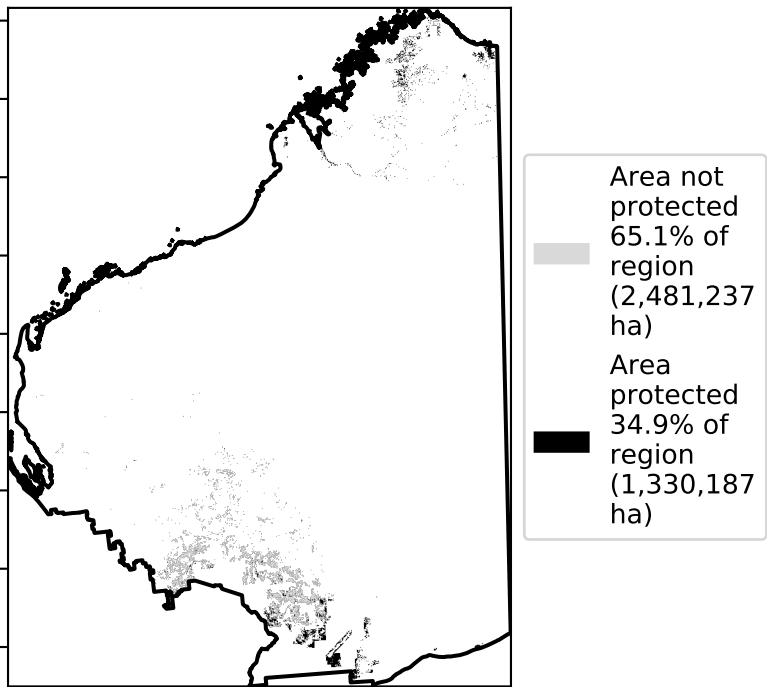 Area not
protected
65.1% of
region
(2,481,237
ha)
Area
protected
34.9% of
region
(1,330,187
ha)